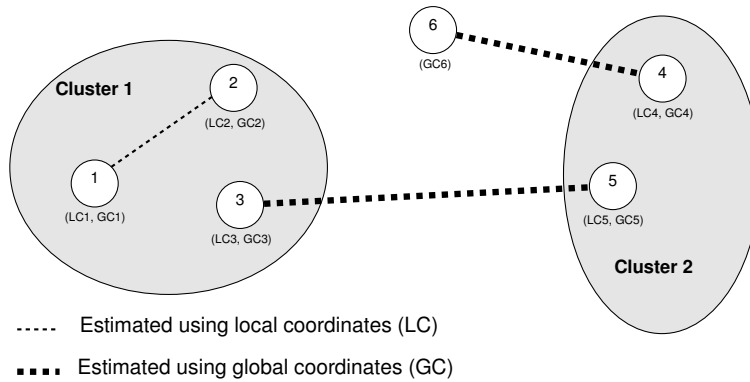 6
(GC6)
Cluster 1
2
(LC2, GC2)
4
(LC4, GC4)
1
(LC1, GC1)
3
(LC3, GC3)
5
(LC5, GC5)
Cluster 2
Estimated using local coordinates (LC)
Estimated using global coordinates (GC)